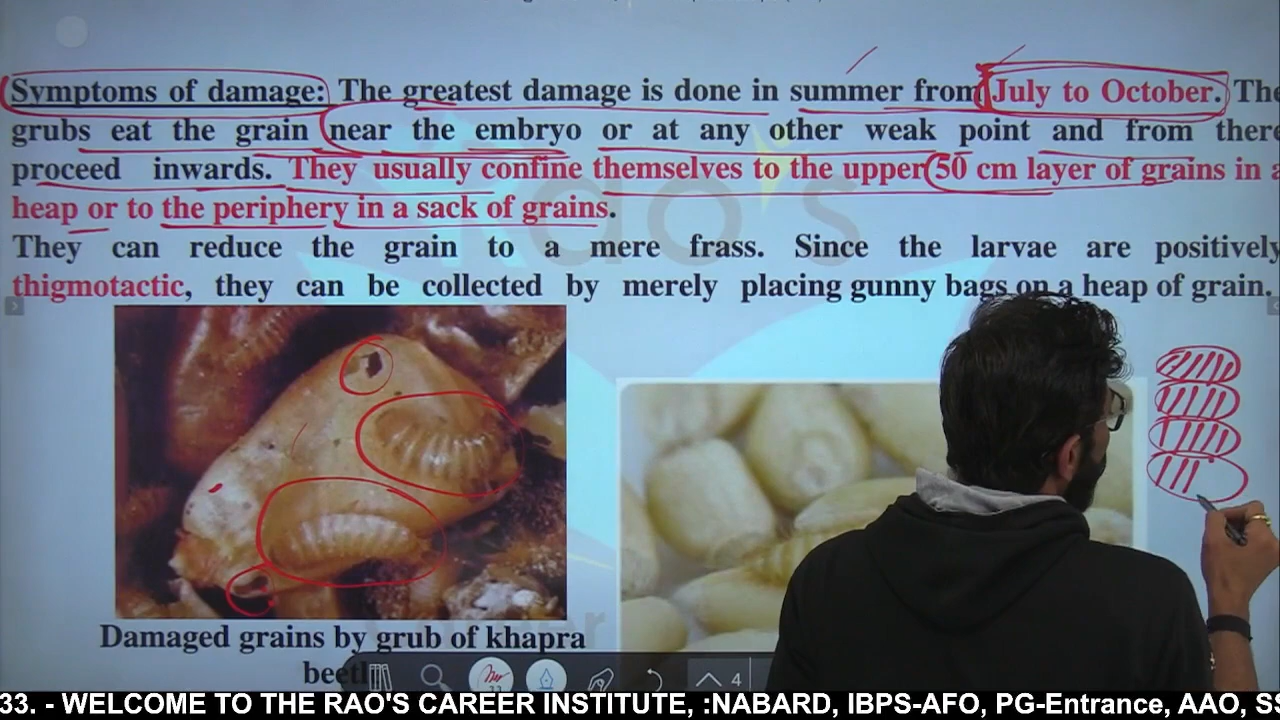 Symptoms of damage: The greatest damage is done in summer from July to October. The
grubs eat the grain near the embryo or at any other weak point and from there
proceed inwards. They usually confine themselves to the upper 50 cm layer of grains in a
heap or to the periphery in a sack of grains.
They can reduce the grain to a mere frass. Since the larvae are positively
thigmotactic, they can be collected by merely placing gunny bags on a heap of grain.
Damaged grains by grub of khapra
beetl
4
33. - WELCOME TO THE RAO'S CAREER INSTITUTE, :NABARD, IBPS-AFO, PG-Entrance, AAO, SS